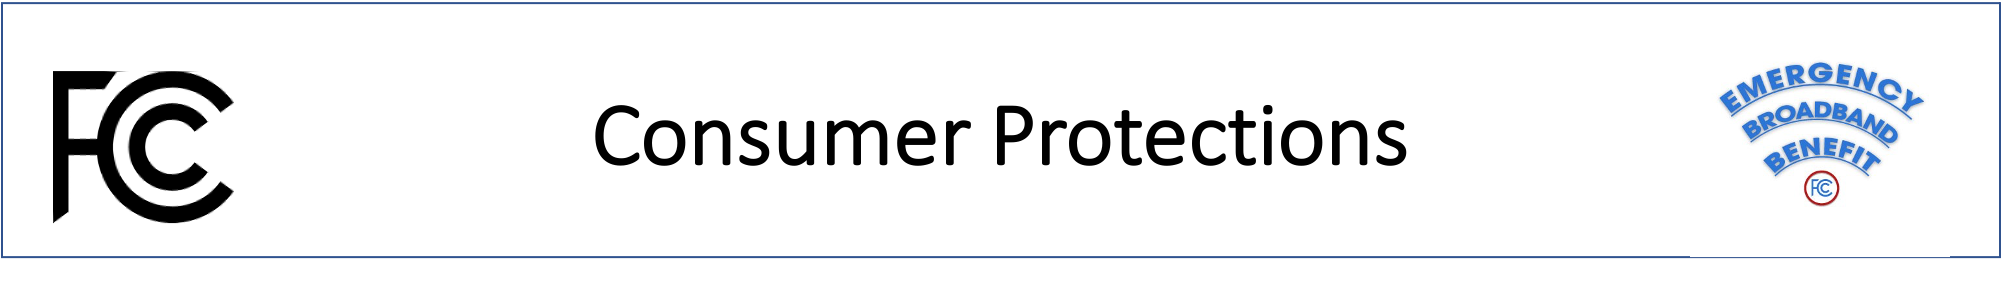 FCC
Consumer Protections
EMERGENCY
BROADBAND
BENEFIT
FCC